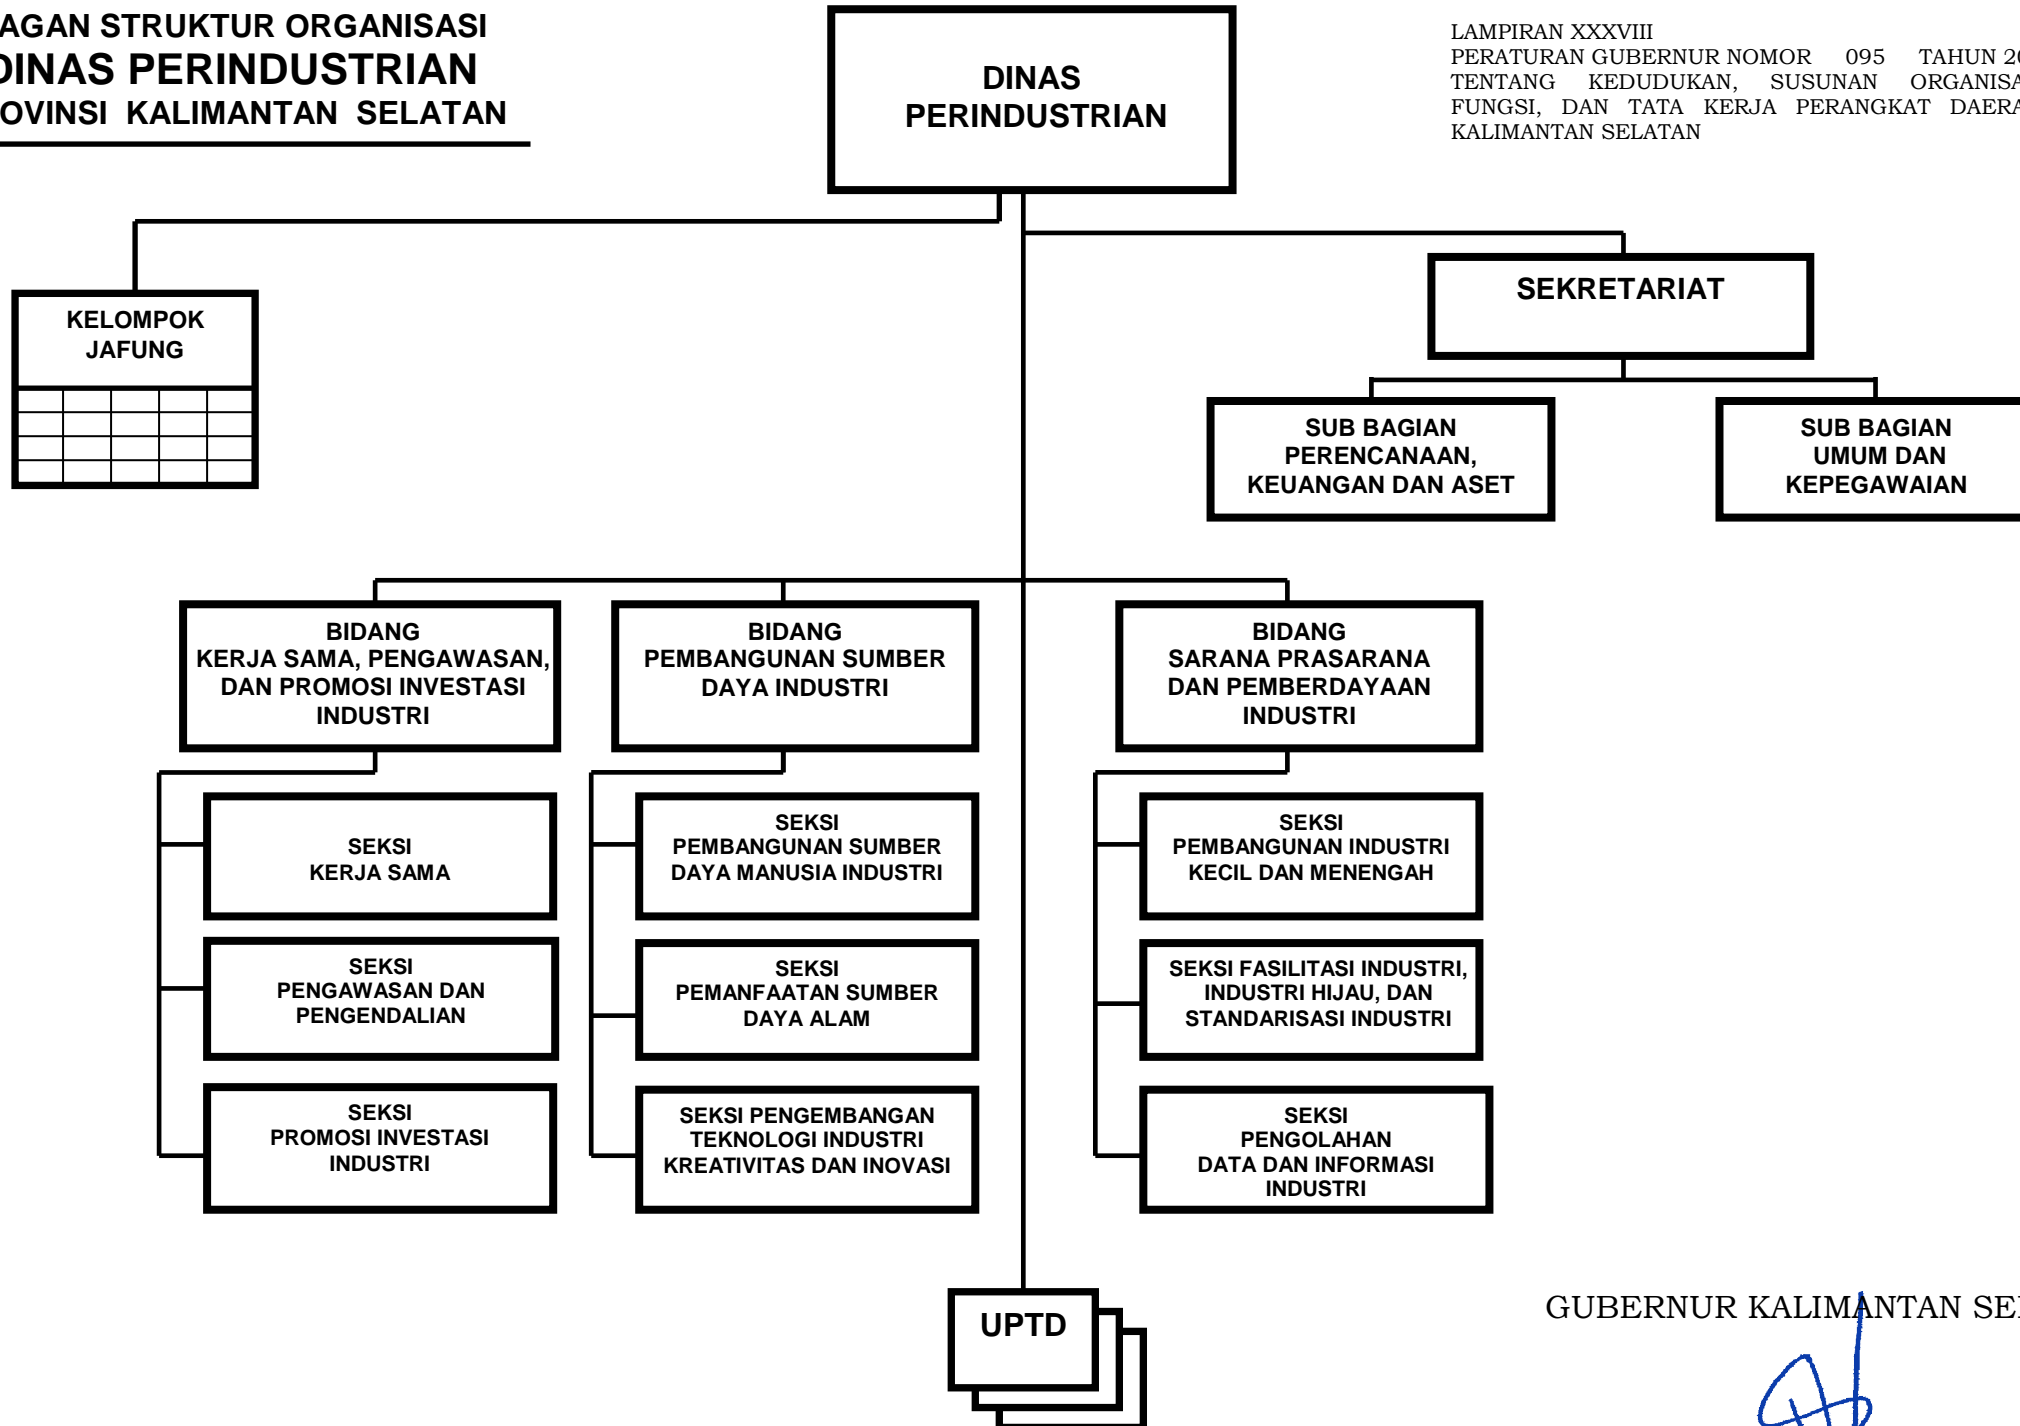 AGAN STRUKTUR ORGANISASI
DINAS PERINDUSTRIAN
OVINSI KALIMANTAN SELATAN
DINAS
PERINDUSTRIAN
LAMPIRAN XXXVIII
PERATURAN GUBERNUR NOMOR 095 TAHUN 20
TENTANG KEDUDUKAN, SUSUNAN ORGANISA
FUNGSI, DAN TATA KERJA PERANGKAT DAERA
KALIMANTAN SELATAN
KELOMPOK
JAFUNG
SEKRETARIAT
SUB BAGIAN
PERENCANAAN,
KEUANGAN DAN ASET
SUB BAGIAN
UMUM DAN
KEPEGAWAIAN
BIDANG
KERJA SAMA, PENGAWASAN,
DAN PROMOSI INVESTASI
INDUSTRI
BIDANG
PEMBANGUNAN SUMBER
DAYA INDUSTRI
BIDANG
SARANA PRASARANA
DAN PEMBERDAYAAN
INDUSTRI
SEKSI
KERJA SAMA
SEKSI
PEMBANGUNAN SUMBER
DAYA MANUSIA INDUSTRI
SEKSI
PEMBANGUNAN INDUSTRI
KECIL DAN MENENGAH
SEKSI
PENGAWASAN DAN
PENGENDALIAN
SEKSI
PEMANFAATAN SUMBER
DAYA ALAM
SEKSI FASILITASI INDUSTRI,
INDUSTRI HIJAU, DAN
STANDARISASI INDUSTRI
SEKSI
PROMOSI INVESTASI
INDUSTRI
SEKSI PENGEMBANGAN
TEKNOLOGI INDUSTRI
KREATIVITAS DAN INOVASI
SEKSI
PENGOLAHAN
DATA DAN INFORMASI
INDUSTRI
UPTD
GUBERNUR KALIMANTAN SE